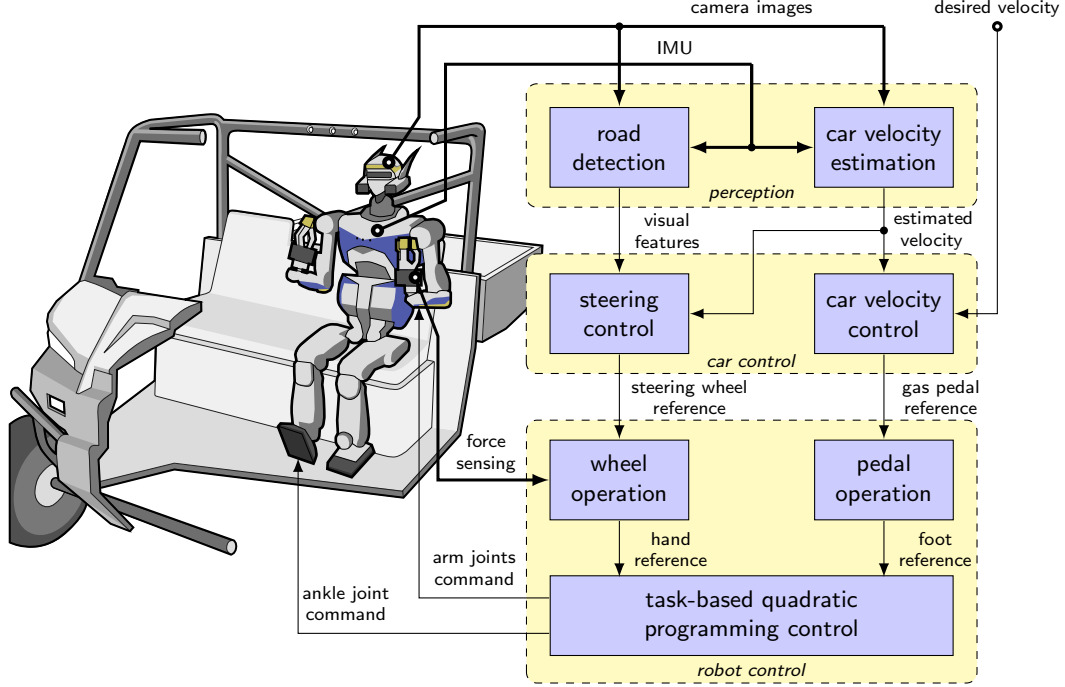 camera images
desired velocity
IMU
road
detection
car velocity
estimation
perception
visual
features
estimated
velocity
steering
control
car velocity
control
car control
steering wheel
reference
gas pedal
reference
force
sensing
wheel
operation
pedal
operation
hand
reference
foot
reference
arm joints
command
ankle joint
command
task-based quadratic
programming control
robot control